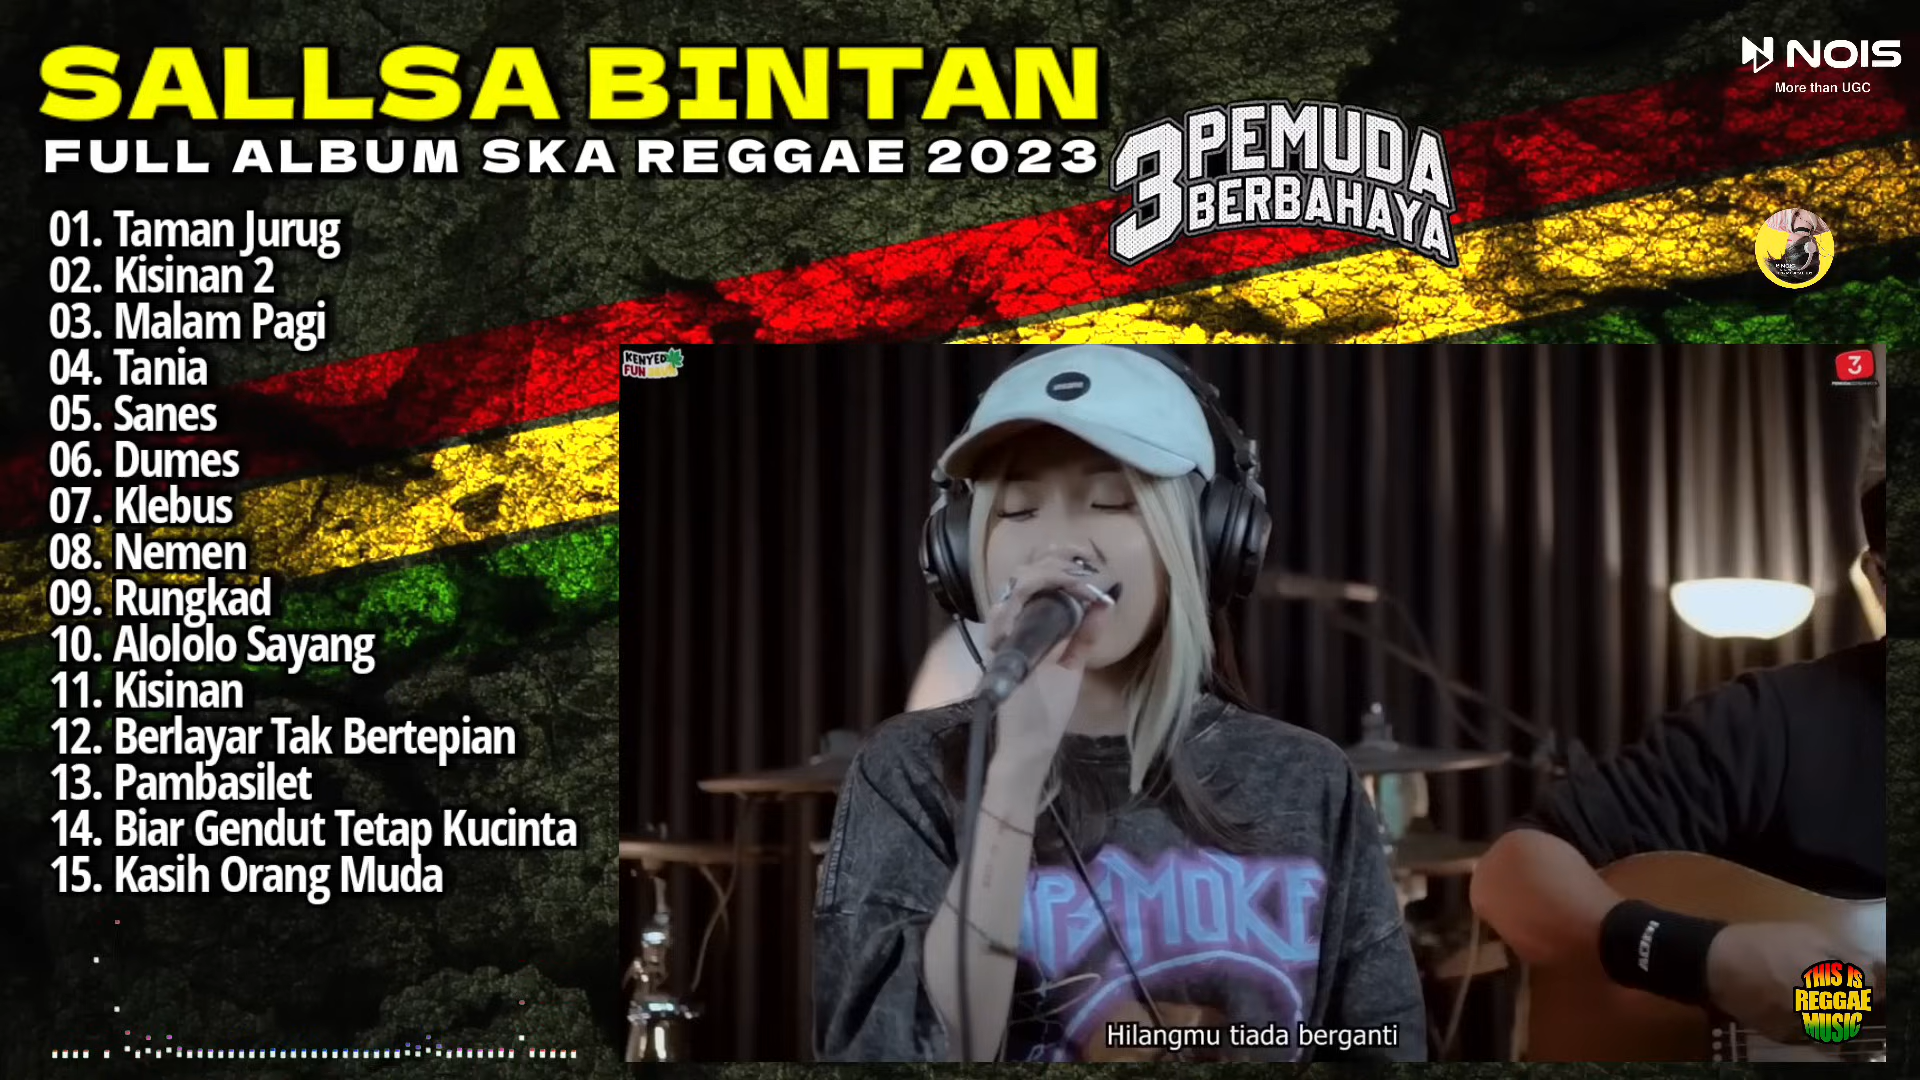 SALLSA BINTAN
FULL ALBUM SKA REGGAE 2023
3 PEMUDA
BERBAHAYA
NOIS
More than UGC
01. Taman Jurug
02. Kisinan 2
03. Malam Pagi
04. Tania
05. Sanes
06. Dumes
07. Klebus
08. Nemen
09. Rungkad
10. Alololo Sayang
11. Kisinan
12. Berlayar Tak Bertepian
13. Pambasilet
14. Biar Gendut Tetap Kucinta
15. Kasih Orang Muda
KENYED
FUN
3
Hilangmu tiada berganti
THIS IS
REGGAE
MUSIC